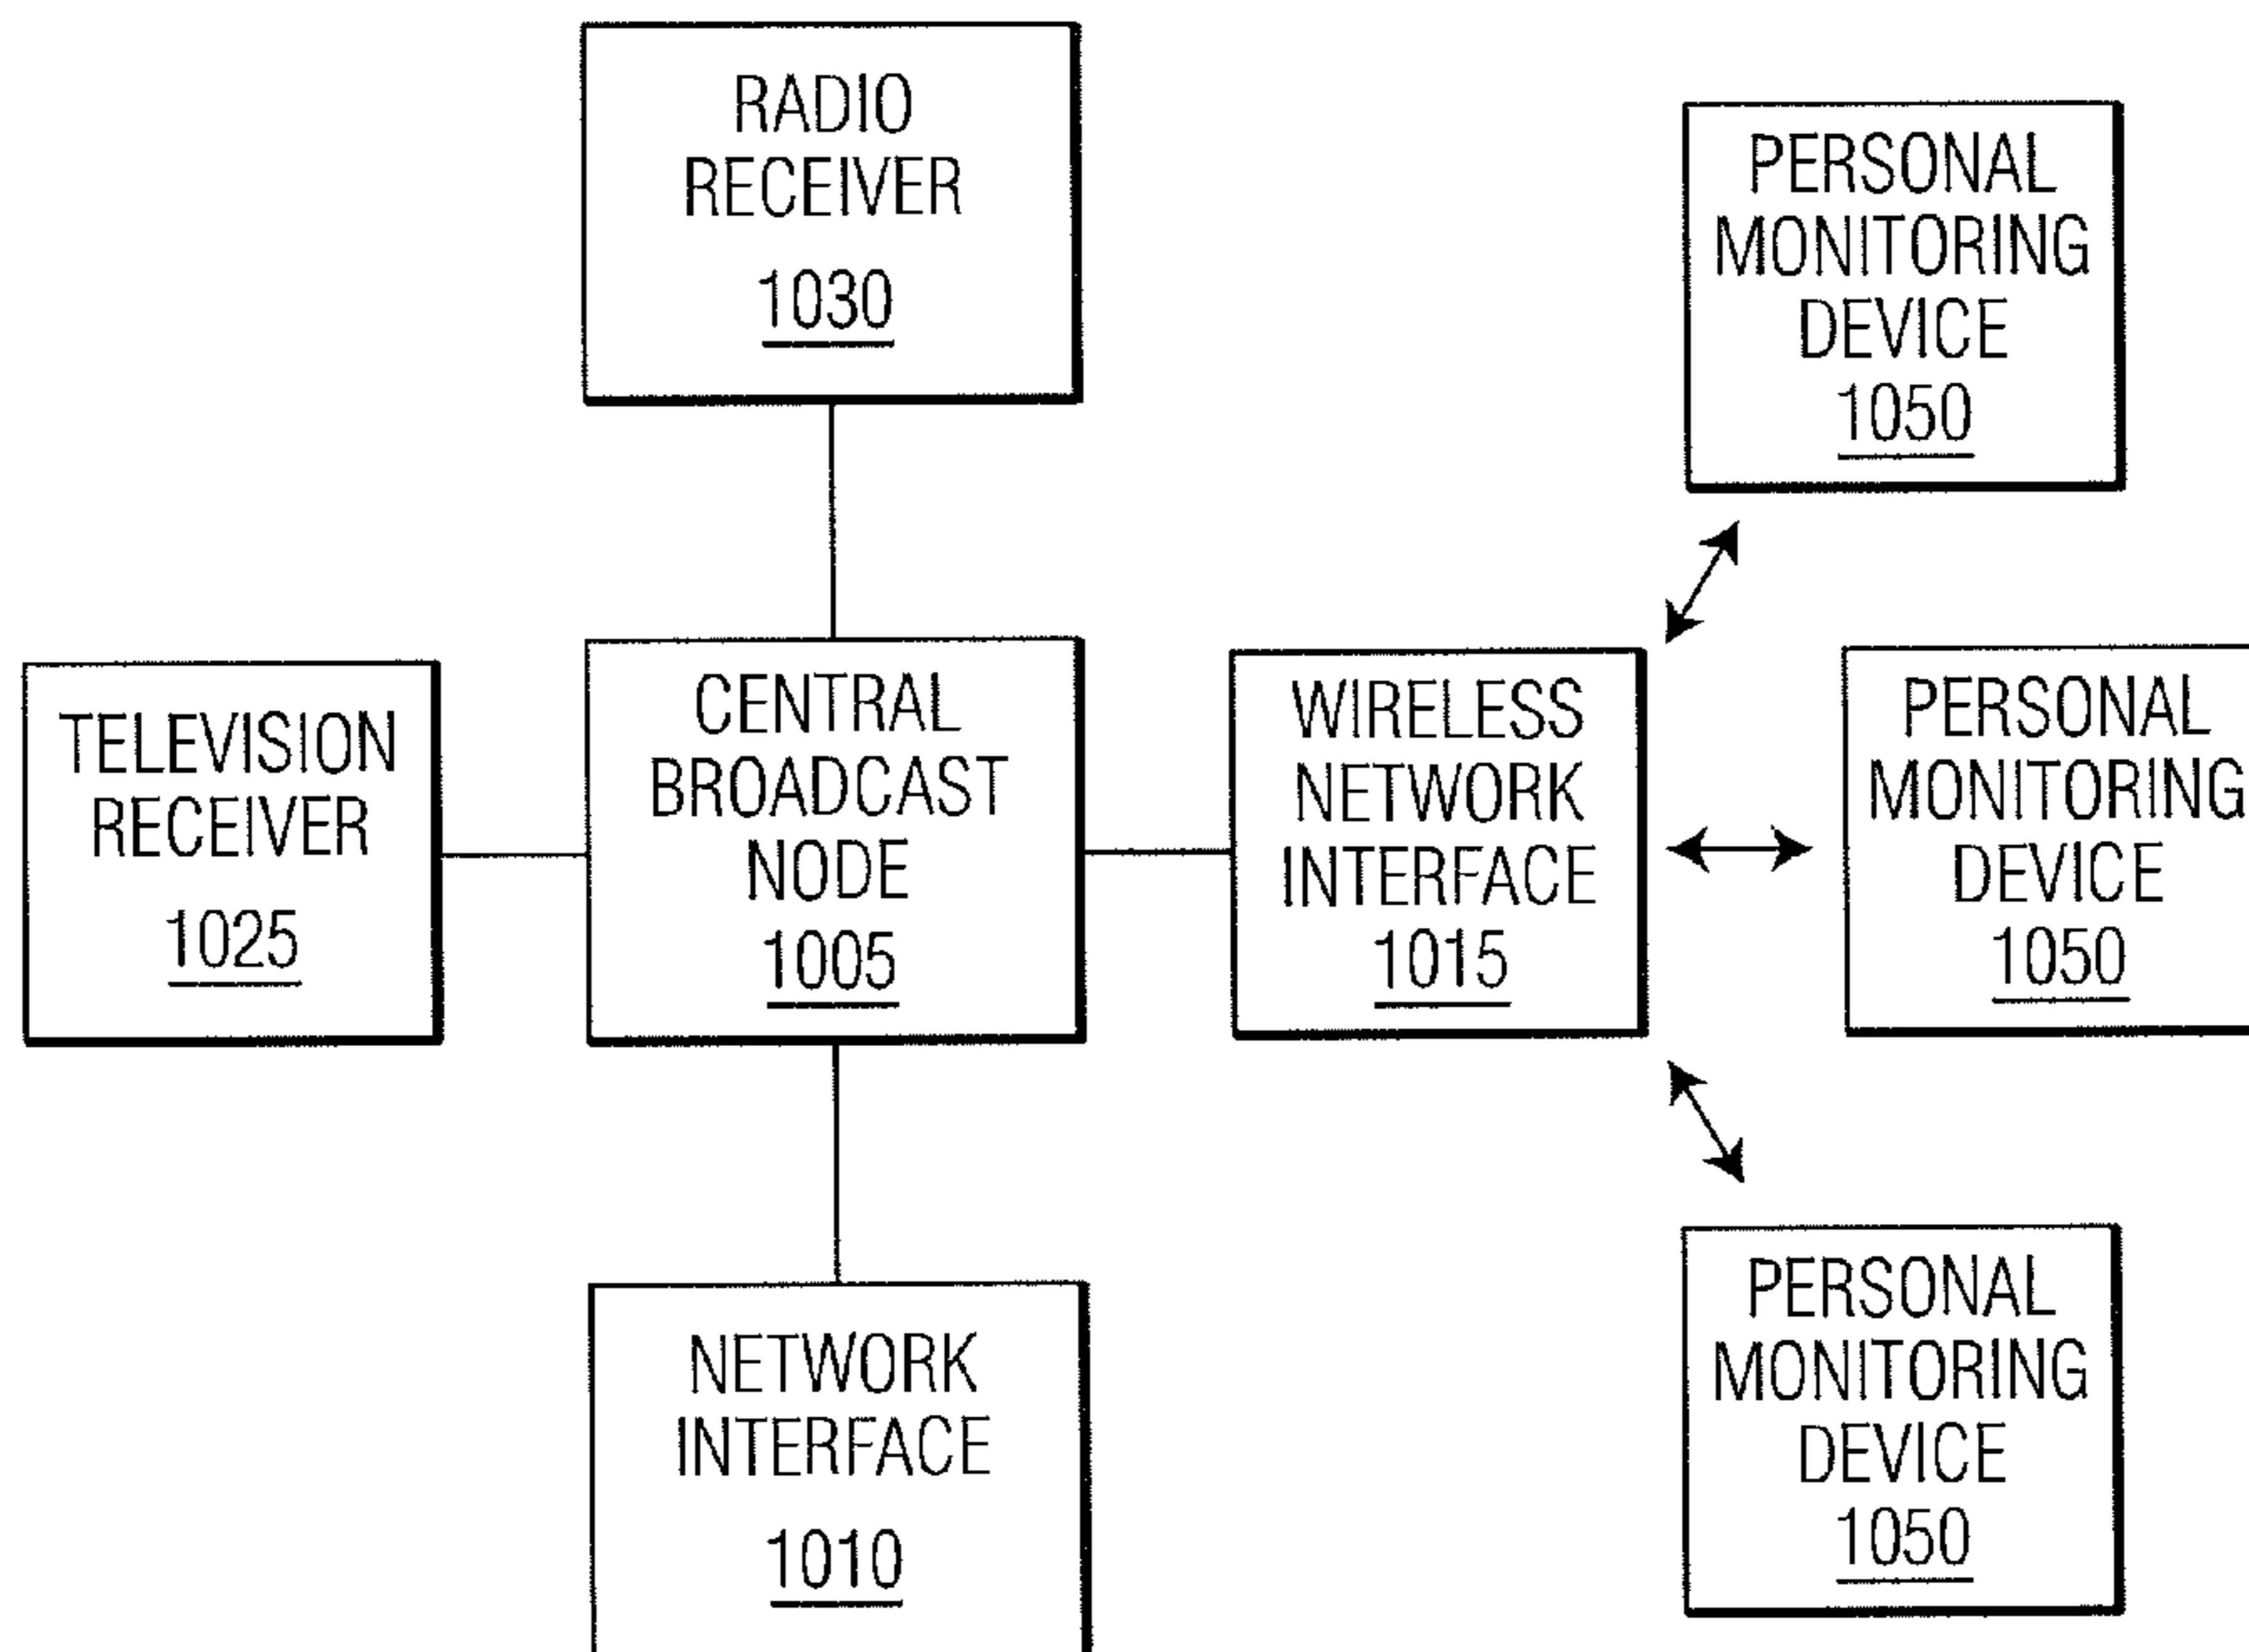 RADIO
RECEIVER
1030
PERSONAL
MONITORING
DEVICE
1050
TELEVISION
RECEIVER
1025
CENTRAL
BROADCAST
NODE
1005
WIRELESS
NETWORK
INTERFACE
1015
PERSONAL
MONITORING
DEVICE
1050
NETWORK
INTERFACE
1010
PERSONAL
MONITORING
DEVICE
1050